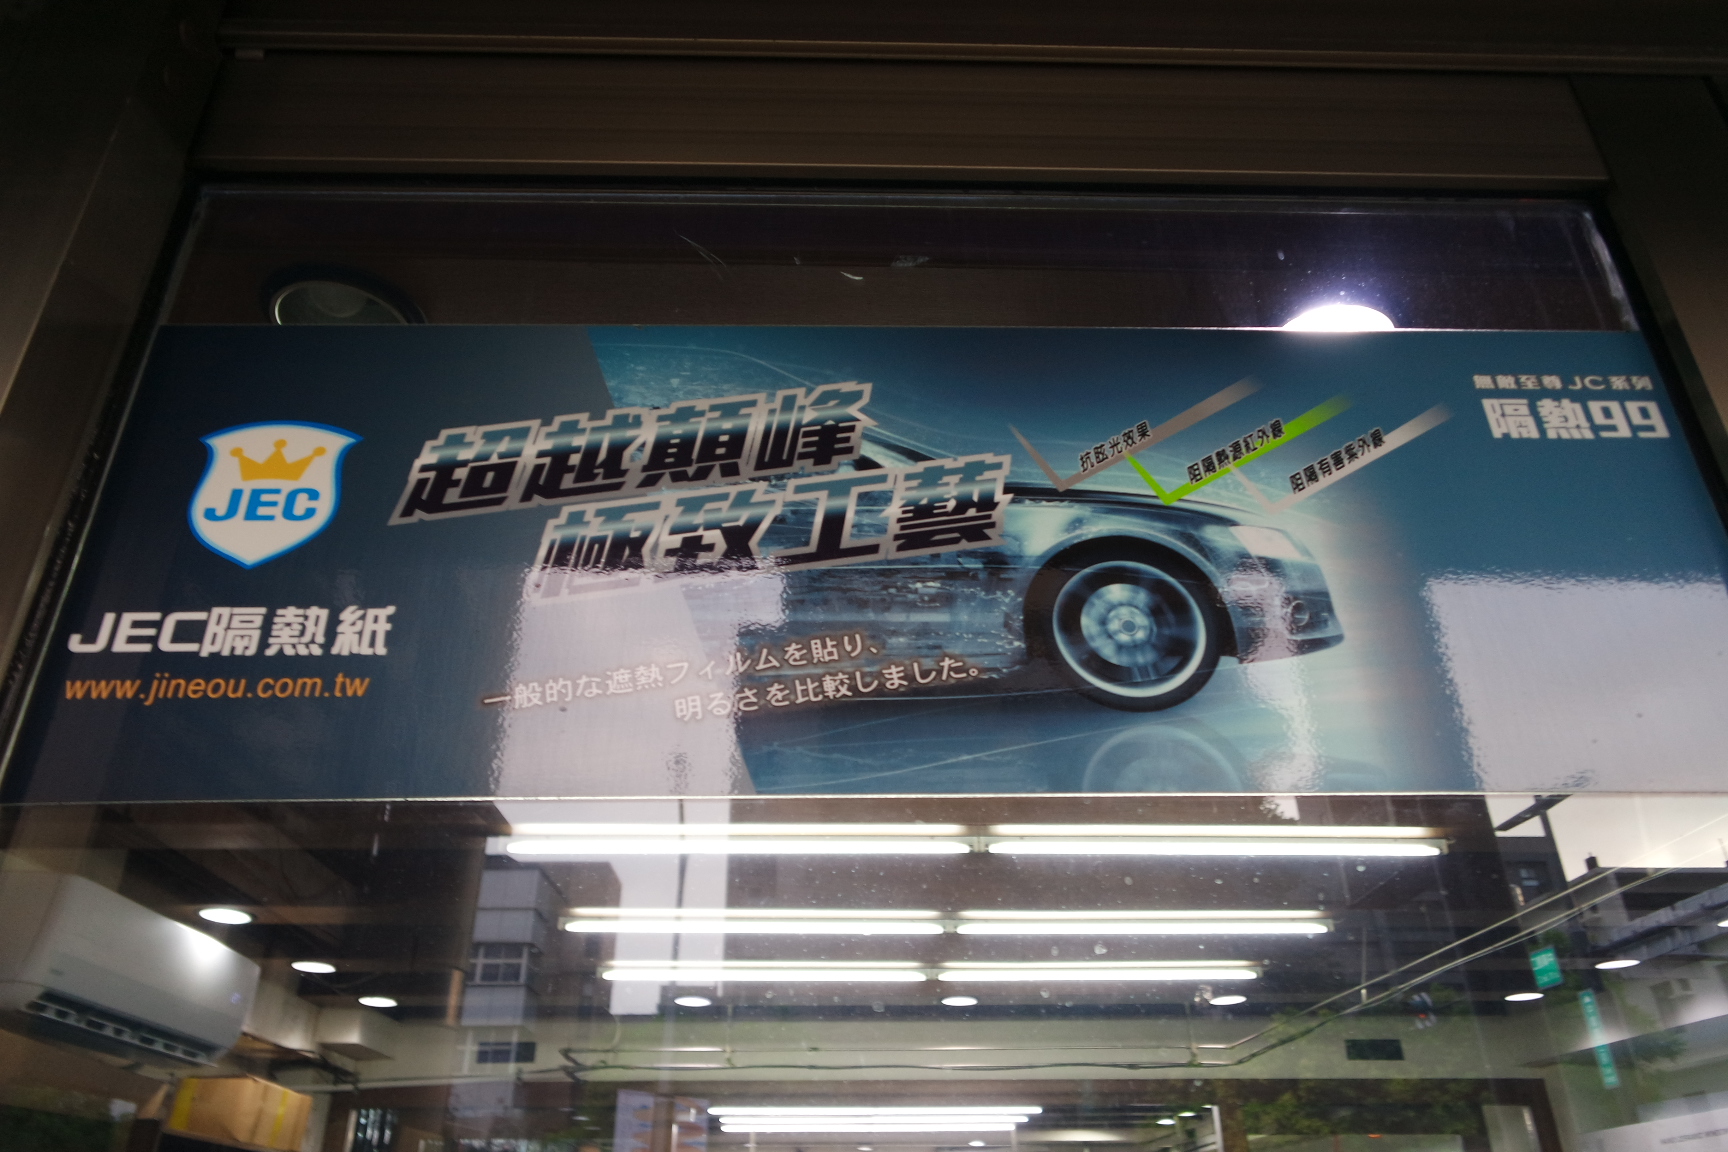 JEC
JEC隔熱紙
www.jineou.com.tw
超越顛峰
極致工藝
一般的な遮熱フィルムを貼り、
明るさを比較しました。
抗眩光效果
阻隔熱源紅外線
阻隔有害紫外線
無敵至尊 JC 系列
隔熱99